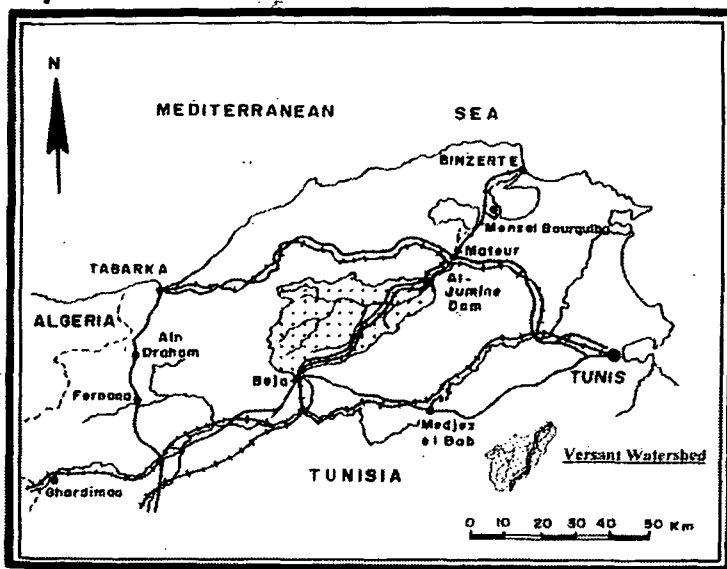 N
MEDITERRANEAN SEA
BINZERTE
Menzel Bourquiba
Mateur
TABARKA
At-
Jumine
Dam
ALGERIA
Ain
Draham
Beja
TUNIS
Fernana
Medjez
el Bab
TUNISIA
Versant Watershed
Ghardimao
0 10 20 30 40 50 Km